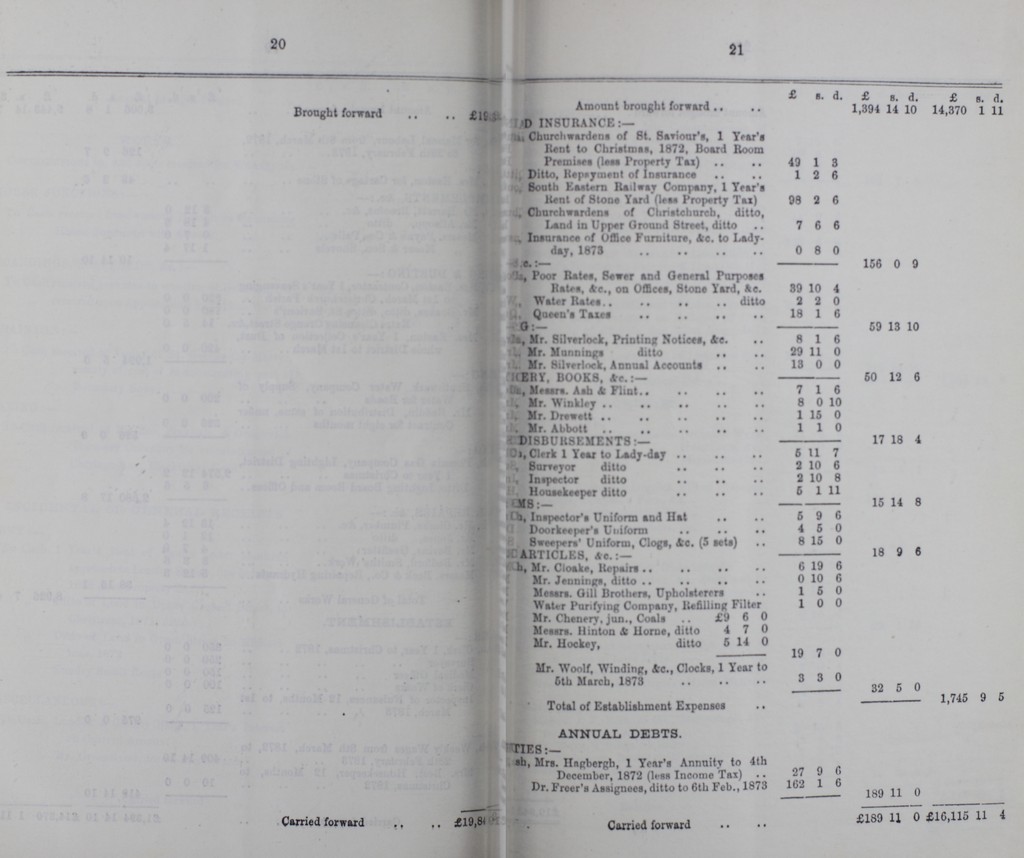 20
Brought forward .. .. £19,
Carried forward .. .. £19,8
21
£ s. d. £ s. d. £ s. d.
Amount brought forward .. .. 1,394 14 10 14,370 1 11
D INSURANCE:—
Churchwardens of St. Saviour's, 1 Year's
Rent to Christmas, 1872, Board Room
Premises (less Property Tax) .. .. 49 1 3
Ditto, Repayment of Insurance .. .. 1 2 6
South Eastern Railway Company, 1 Year's
Rent of Stone Yard (less Property Tax) 98 2 6
Churchwardens of Christchurch, ditto,
Land in Upper Ground Street, ditto .. 7 6 6
Insurance of Office Furniture, &c. to Lady-
day, 1873 .. .. .. .. 0 8 0
156 0 9
c.:—
Poor Rates, Sewer and General Purposes
Rates, &c., on Offices, Stone Yard, &c. 39 10 4
Water Rates .. .. .. .. ditto 2 2 0
Queen's Taxes .. .. .. .. 18 1 6
59 13 10
G:—
Mr. Silverlock, Printing Notices, &c. .. 8 1 6
Mr. Munnings ditto .. .. 29 11 0
Mr. Silverlock, Annual Accounts .. .. 13 0 0
50 12 6
ERY, BOOKS, &c.:—
Messrs. Ash & Flint .. .. .. .. 7 1 6
Mr. Winkley .. .. .. .. .. 8 0 10
Mr. Drewett .. .. .. .. .. 1 15 0
Mr. Abbott .. .. .. .. .. 1 1 0
17 18 4
DISBURSEMENTS:—
Clerk 1 Year to Lady-day .. .. .. 5 11 7
Surveyor ditto .. .. .. 2 10 6
Inspector ditto .. .. .. 2 10 8
Housekeeper ditto .. .. .. 5 1 11
15 14 8
MS:—
Inspector's Uniform and Hat .. .. 5 9 6
Doorkeeper's Uniform .. .. .. 4 5 0
Sweepers' Uniform, Clogs, &c. (5 sets) .. 8 15 0
18 9 6
ARTICLES, &c.:—
Mr. Cloake, Repairs .. .. .. .. 6 19 6
Mr. Jennings, ditto .. .. .. .. 0 10 6
Messrs. Gill Brothers, Upholsterers .. 1 5 0
Water Purifying Company, Refilling Filter 1 0 0
Mr. Chenery, jun., Coals .. £9 6 0
Messrs. Hinton & Horne, ditto 4 7 0
Mr. Hockey, ditto 5 14 0
19 7 0
Mr. Woolf, Winding, &c., Clocks, 1 Year to
5th March, 1873 .. .. .. 3 3 0
32 5 0
Total of Establishment Expenses .. 1,745 9 5
ANNUAL DEBTS.
TIES:—
Mrs. Hagbergh, 1 Year's Annuity to 4th
December, 1872 (less Income Tax) .. 27 9 6
Dr. Freer's Assignees, ditto to 6th Feb., 1873 162 1 6
189 11 0
Carried forward .. .. £189 11 0 £16,115 11 4